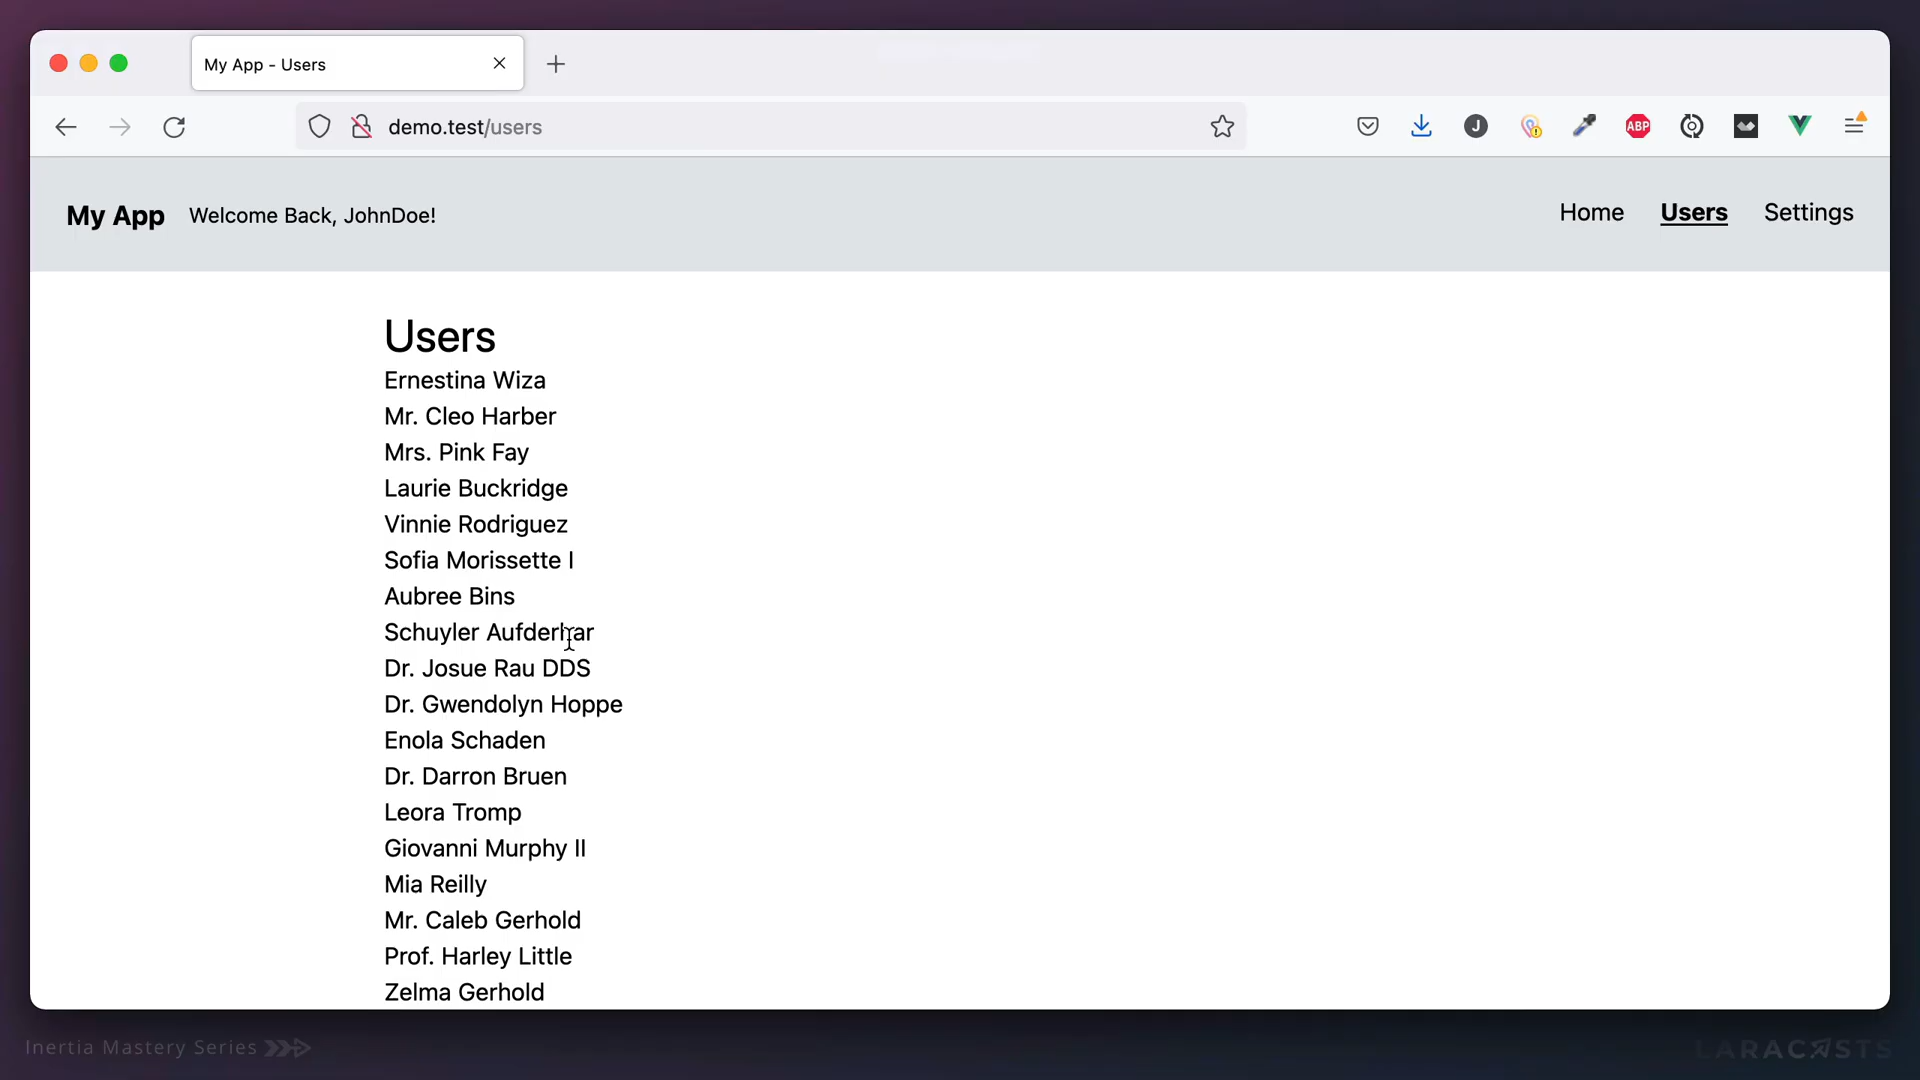 My App - Users
demo.test/users
J
ABP
My App Welcome Back, JohnDoe!
Home Users Settings
Users
Ernestina Wiza
Mr. Cleo Harber
Mrs. Pink Fay
Laurie Buckridge
Vinnie Rodriguez
Sofia Morissette I
Aubree Bins
Schuyler Aufderhar
Dr. Josue Rau DDS
Dr. Gwendolyn Hoppe
Enola Schaden
Dr. Darron Bruen
Leora Tromp
Giovanni Murphy II
Mia Reilly
Mr. Caleb Gerhold
Prof. Harley Little
Zelma Gerhold
Inertia Mastery Series
LARACASTS